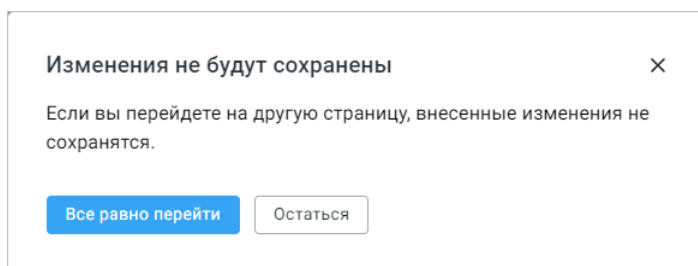 Изменения не будут сохранены
Если вы перейдете на другую страницу, внесенные изменения не
сохранятся.
Все равно перейти
Остаться